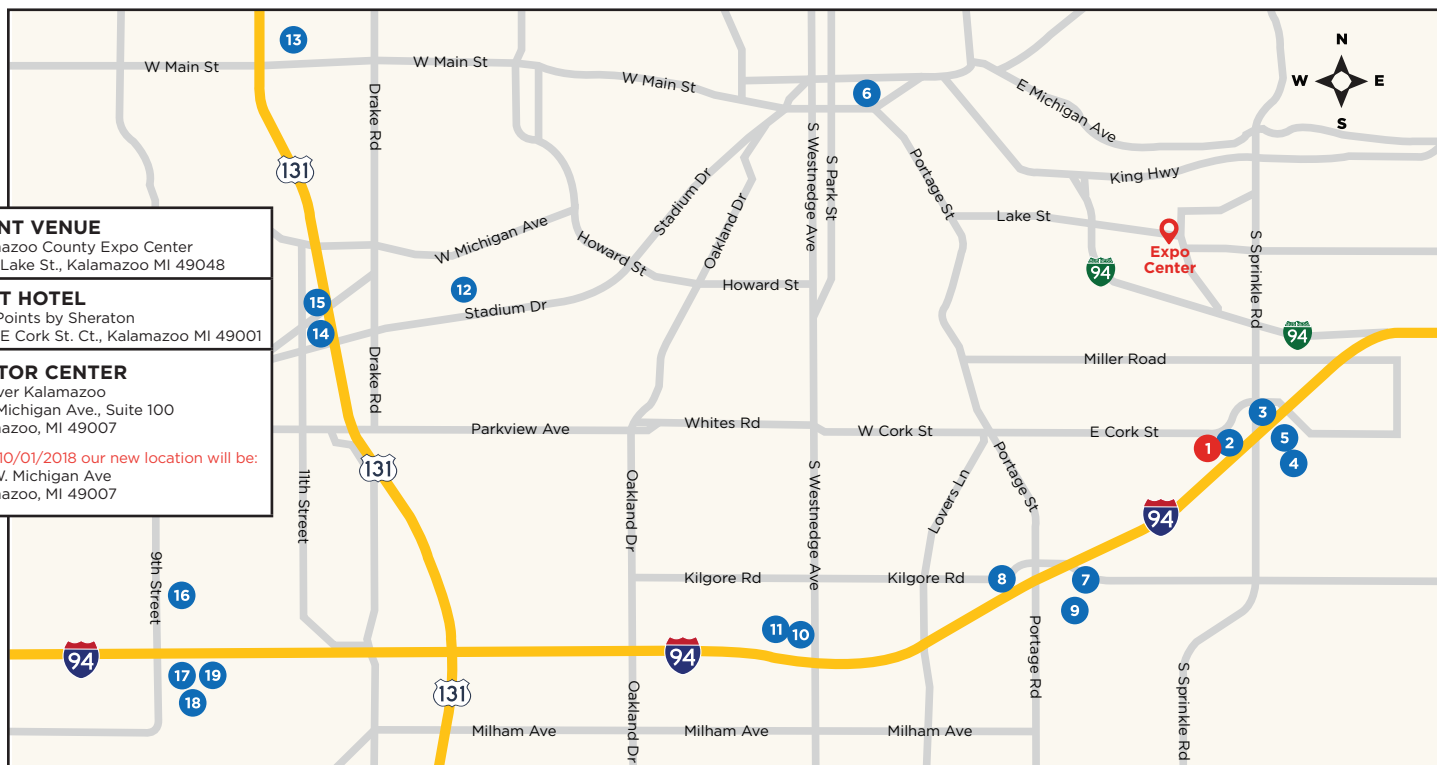 13
W Main St
W Main St
W Main St
6
E Michigan Ave
N
W E
S
131
Drake Rd
S Westnedge Ave
S Park St
Portage St
King Hwy
Stadium Dr
Oakland Dr
Lake St
Expo
Center
S Sprinkle Rd
NT VENUE
azoo County Expo Center
Lake St., Kalamazoo MI 49048
T HOTEL
Points by Sheraton
E Cork St. Ct., Kalamazoo MI 49001
TOR CENTER
ver Kalamazoo
Michigan Ave., Suite 100
azoo, MI 49007
10/01/2018 our new location will be:
W. Michigan Ave
azoo, MI 49007
W Michigan Ave
Howard St
Howard St
12
Stadium Dr
15
14
94
94
Miller Road
Drake Rd
Parkview Ave
Whites Rd
W Cork St
E Cork St
3
1
2
5
4
131
11th Street
Oakland Dr
S Westnedge Ave
Lovers Ln
Portage St
94
9th Street
16
Kilgore Rd
Kilgore Rd
8
7
9
11
10
94
94
17
19
18
131
Oakland Dr
Portage Rd
S Sprinkle Rd
Milham Ave
Milham Ave
Milham Ave